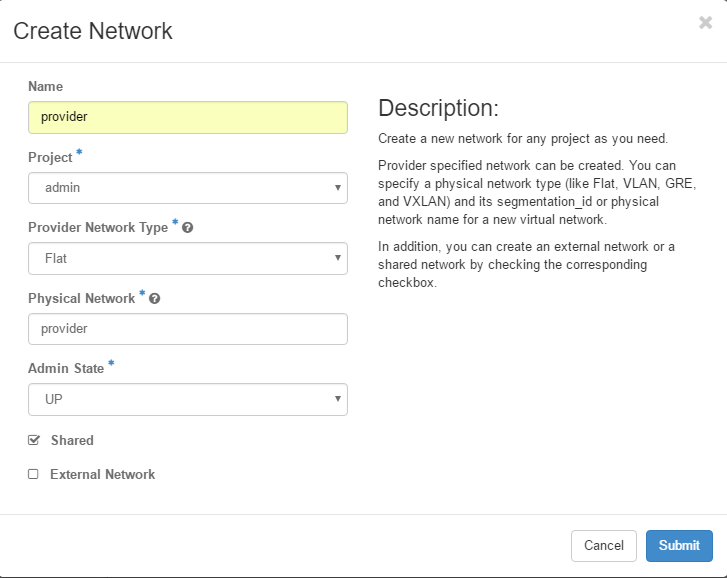 Create Network
×
Name
provider
Project *
admin
Provider Network Type *
Flat
Physical Network *
provider
Admin State *
UP
Shared
External Network
Description:
Create a new network for any project as you need.
Provider specified network can be created. You can
specify a physical network type (like Flat, VLAN, GRE,
and VXLAN) and its segmentation_id or physical
network name for a new virtual network.
In addition, you can create an external network or a
shared network by checking the corresponding
checkbox.
Cancel
Submit